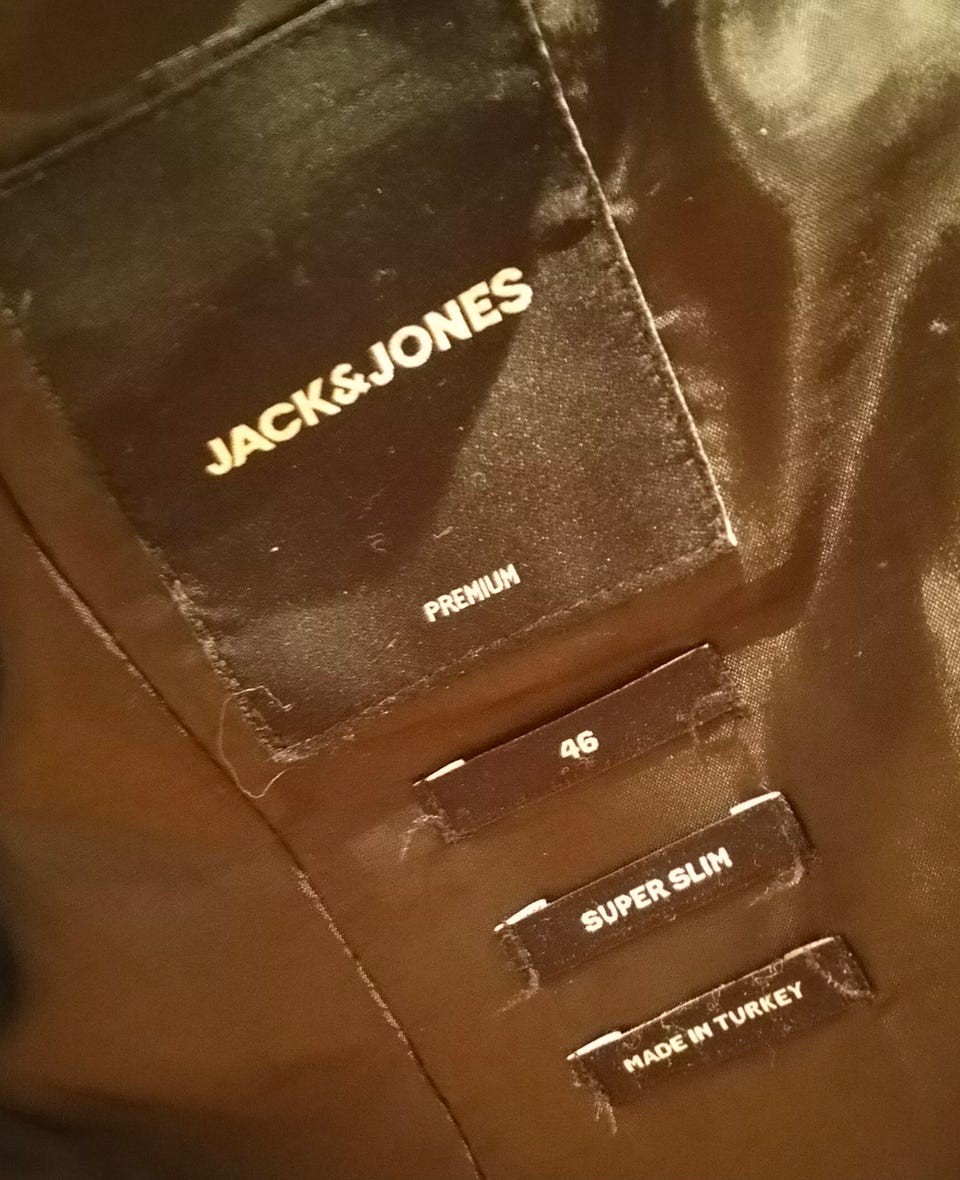 JACK&JONES
PREMIUM
46
SUPER SLIM
MADE IN TURKEY